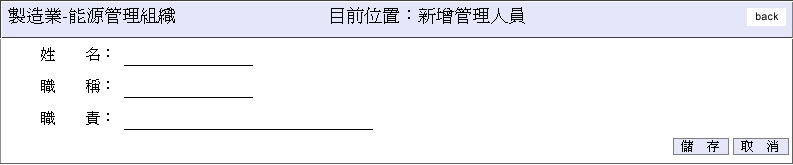 製造業-能源管理組織 目前位置：新增管理人員 back
姓 名：
職 稱：
職 責：
儲 存 取 消